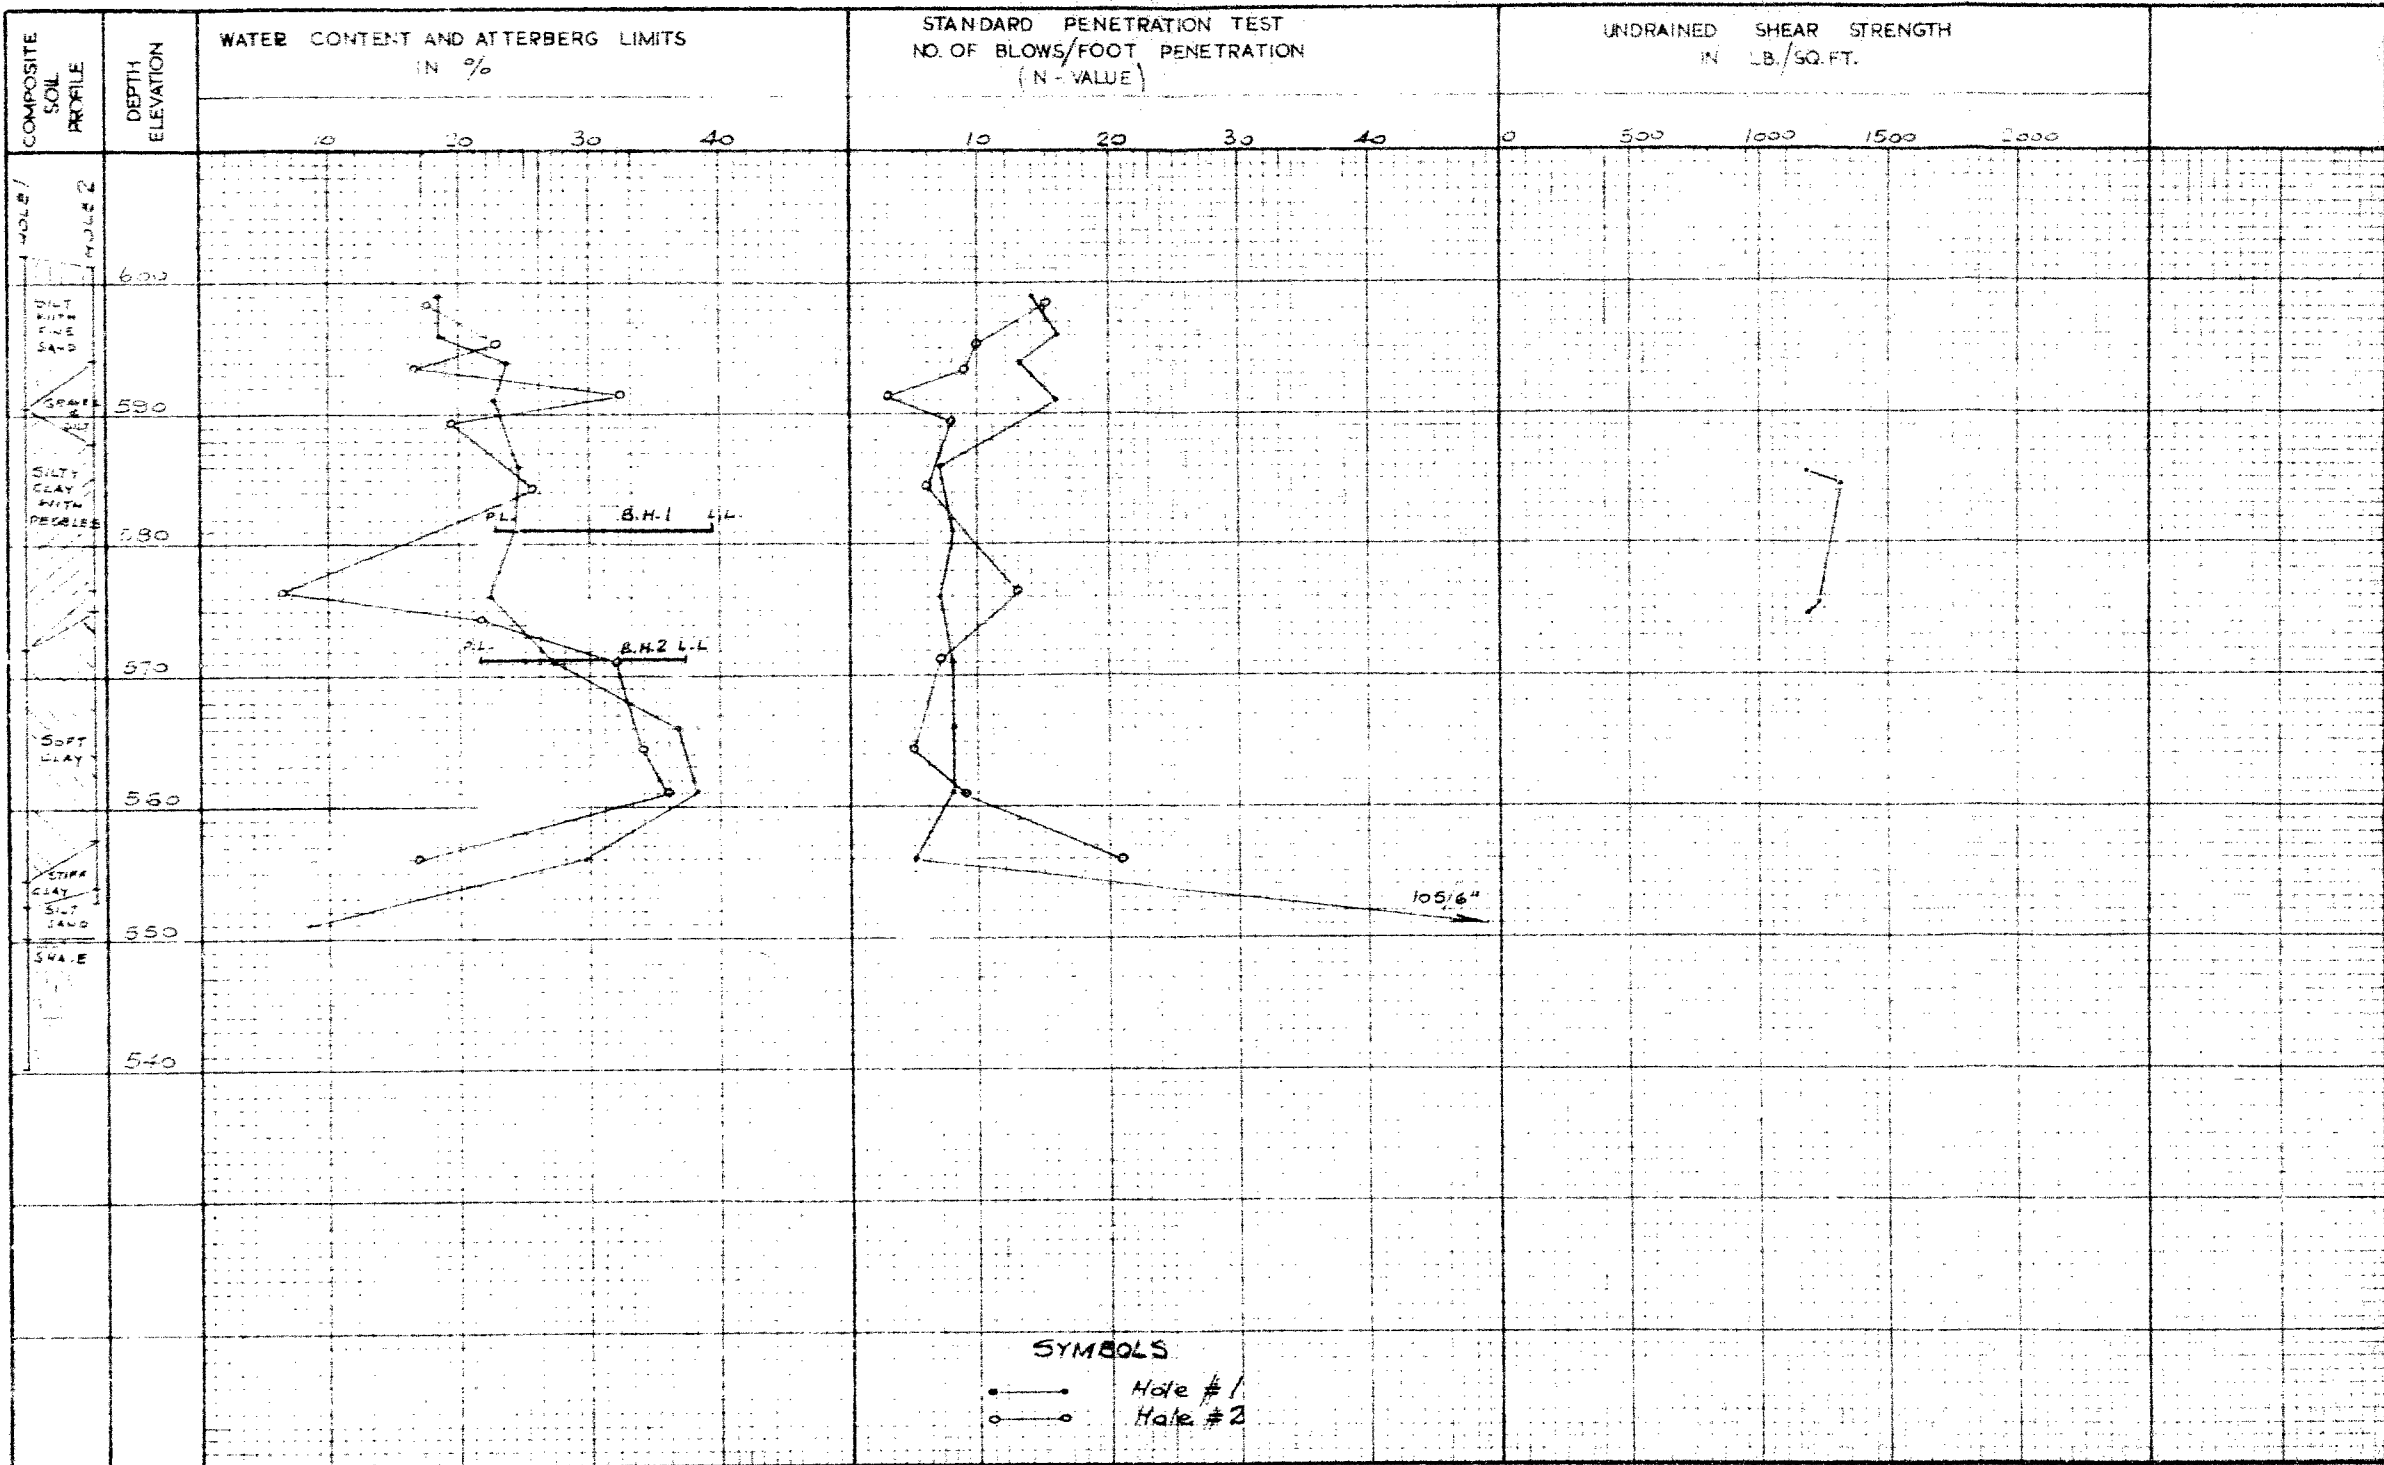 COMPOSITE
SOIL
PROFILE
DEPTH
ELEVATION
WATER CONTENT AND ATTERBERG LIMITS
IN %
STANDARD PENETRATION TEST
NO. OF BLOWS/FOOT PENETRATION
(N - VALUE)
UNDRAINED SHEAR STRENGTH
IN LB./SQ.FT.
10 20 30 40
10 20 30 40
0 500 1000 1500 2000
HOLE 1
HOLE 2
600
SILT
WITH
FINE
SAND
590
GRAVEL
SILTY
CLAY
WITH
PEBBLES
P.L. B.H.1 L.L.
580
P.L. B.H.2 L.L
570
SOFT
CLAY
560
STIFF
CLAY
SILT
SAND
105/6"
550
SHALE
540
SYMBOLS
Hole #1
Hole #2